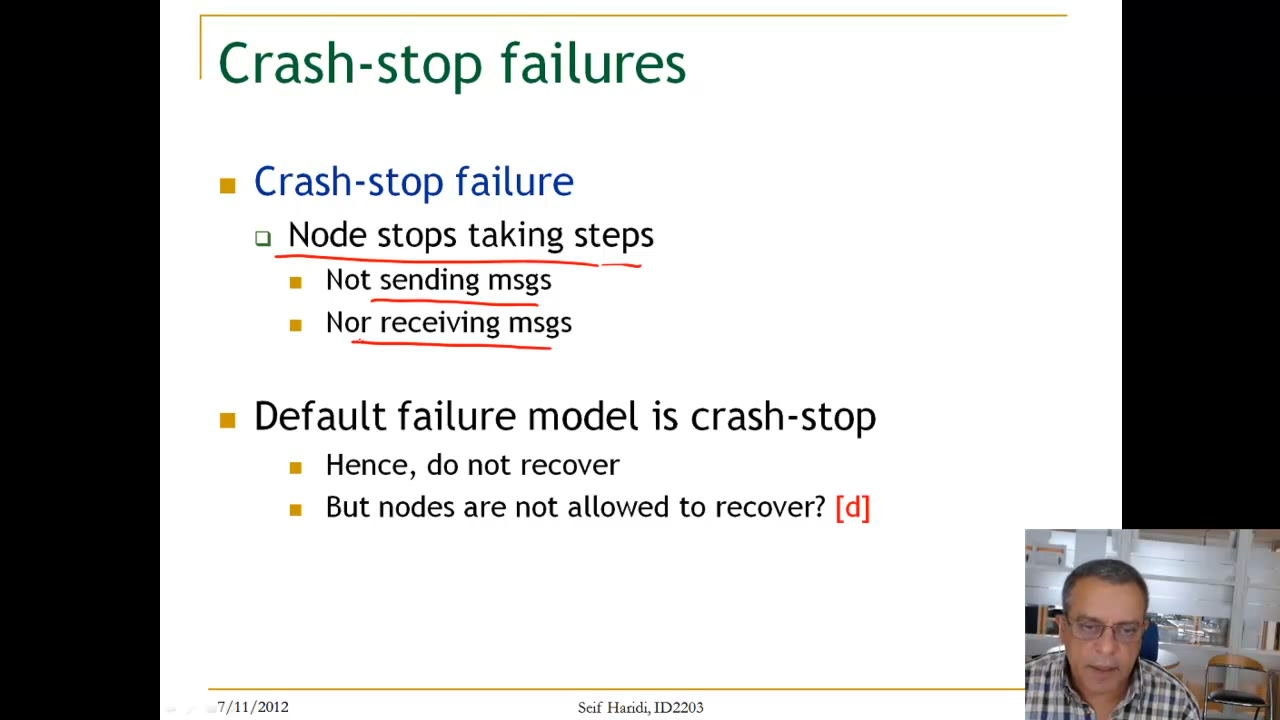 Crash-stop failures
Crash-stop failure
Node stops taking steps
Not sending msgs
Nor receiving msgs
Default failure model is crash-stop
Hence, do not recover
But nodes are not allowed to recover? [d]
7/11/2012
Seif Haridi, ID2203